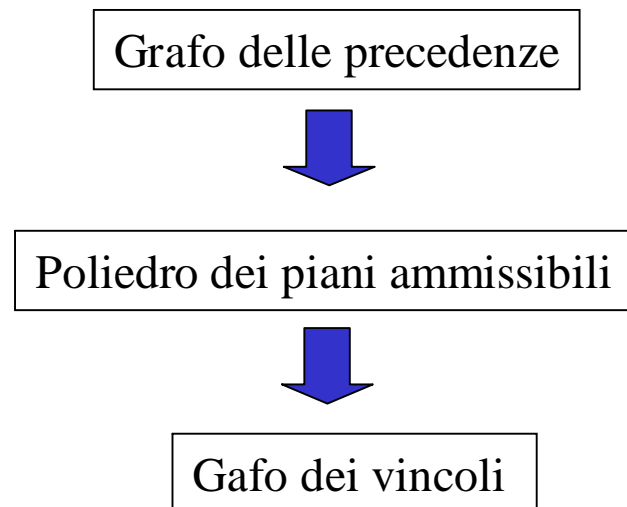 Grafo delle precedenze
Poliedro dei piani ammissibili
Gafo dei vincoli